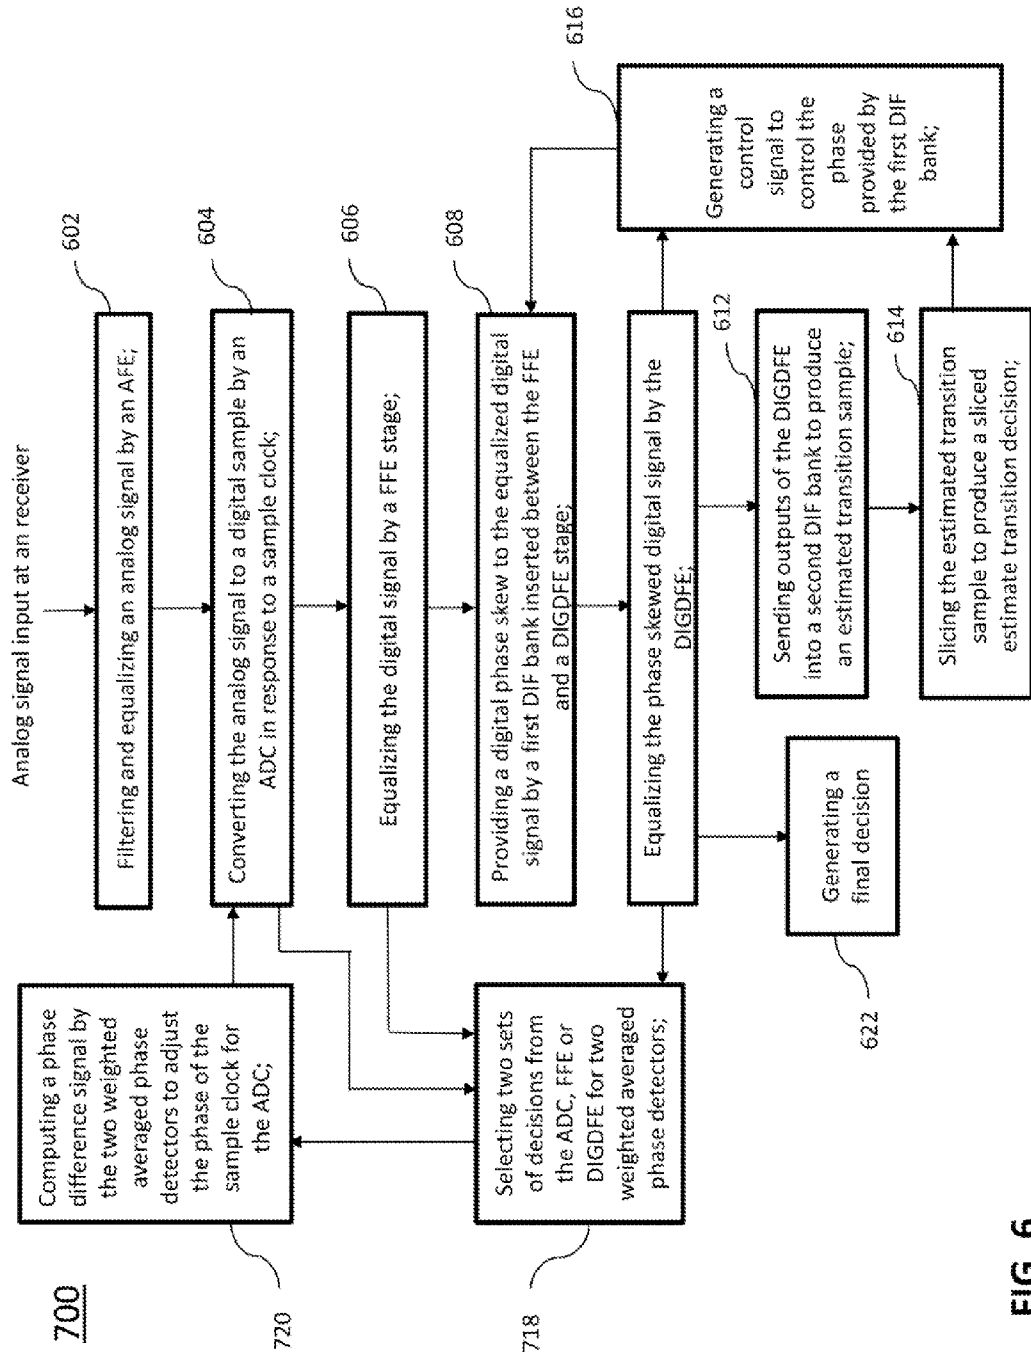 700
Analog signal input at an receiver
Filtering and equalizing an analog signal by an AFE;
602
Converting the analog signal to a digital sample by an
ADC in response to a sample clock;
604
Equalizing the digital signal by a FFE stage;
606
Providing a digital phase skew to the equalized digital
signal by a first DIF bank inserted between the FFE
and a DIGDFE stage;
608
Equalizing the phase skewed digital signal by the
DIGDFE;
Sending outputs of the DIGDFE
into a second DIF bank to produce
an estimated transition sample;
612
Slicing the estimated transition
sample to produce a sliced
estimate transition decision;
614
Generating a
control
signal to
control the
phase
provided by
the first DIF
bank;
616
Generating a
final decision
622
Selecting two sets
of decisions from
the ADC, FFE or
DIGDFE for two
weighted averaged
phase detectors;
718
Computing a phase
difference signal by
the two weighted
averaged phase
detectors to adjust
the phase of the
sample clock for
the ADC;
720
FIG. 6